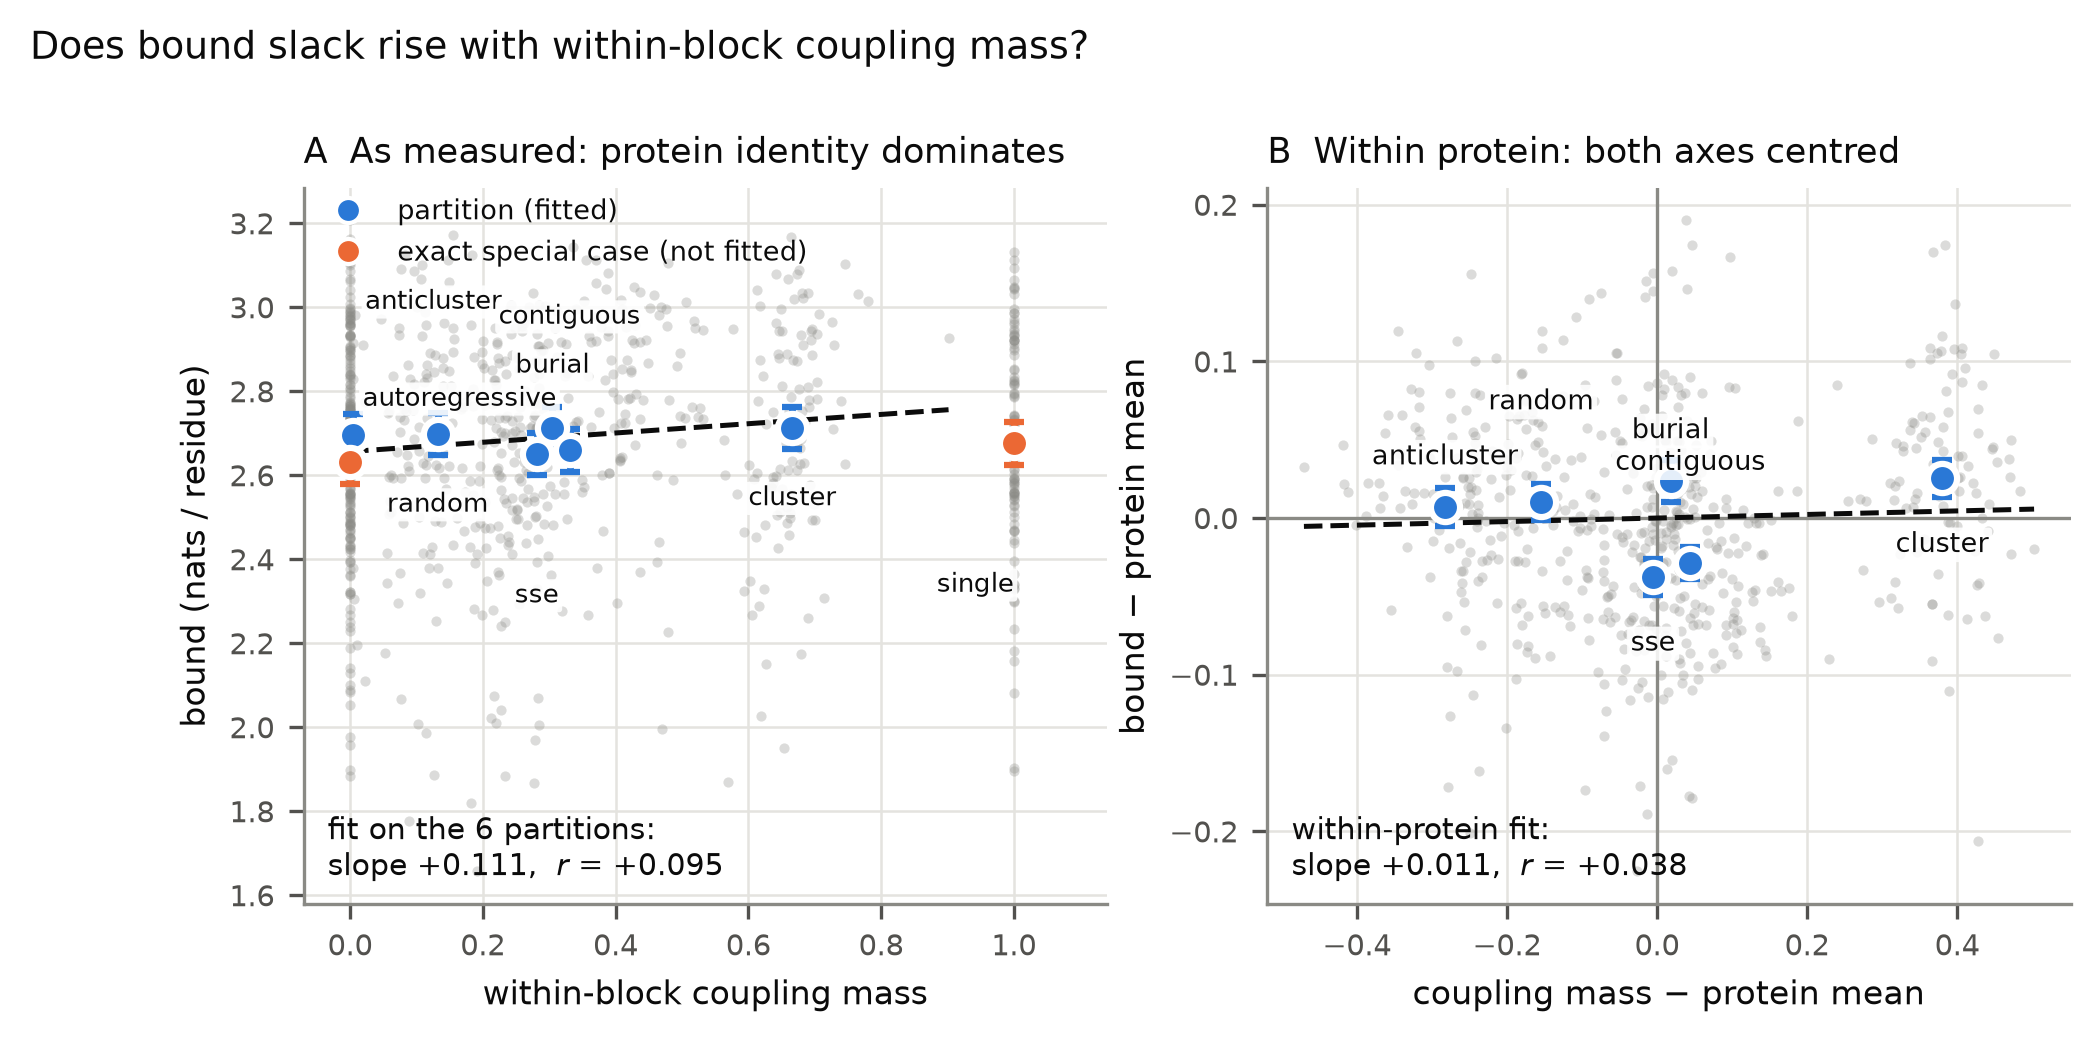 Does bound slack rise with within-block coupling mass?
A As measured: protein identity dominates
partition (fitted)
exact special case (not fitted)
anticluster
contiguous
burial
autoregressive
random
cluster
sse
single
fit on the 6 partitions:
slope +0.111, r = +0.095
3.2
3.0
2.8
2.6
2.4
2.2
2.0
1.8
1.6
0.0
0.2
0.4
0.6
0.8
1.0
bound (nats / residue)
within-block coupling mass
B Within protein: both axes centred
random
burial
anticluster
contiguous
cluster
sse
within-protein fit:
slope +0.011, r = +0.038
0.2
0.1
0.0
−0.1
−0.2
−0.4
−0.2
0.0
0.2
0.4
bound − protein mean
coupling mass − protein mean